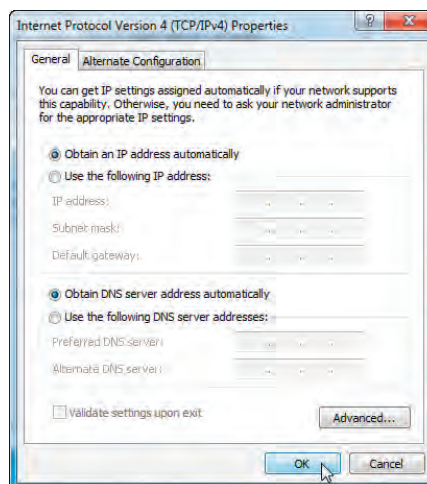 Internet Protocol Version 4 (TCP/IPv4) Properties
General
Alternate Configuration
You can get IP settings assigned automatically if your network supports
this capability. Otherwise, you need to ask your network administrator
for the appropriate IP settings.
Obtain an IP address automatically
Use the following IP address:
IP address:
Subnet mask:
Default gateway:
Obtain DNS server address automatically
Use the following DNS server addresses:
Preferred DNS server:
Alternate DNS server:
Validate settings upon exit
Advanced...
OK
Cancel